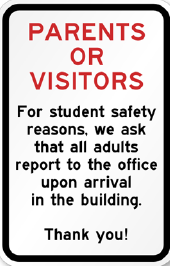 PARENTS
OR
VISITORS
For student safety
reasons, we ask
that all adults
report to the office
upon arrival
in the building.
Thank you!